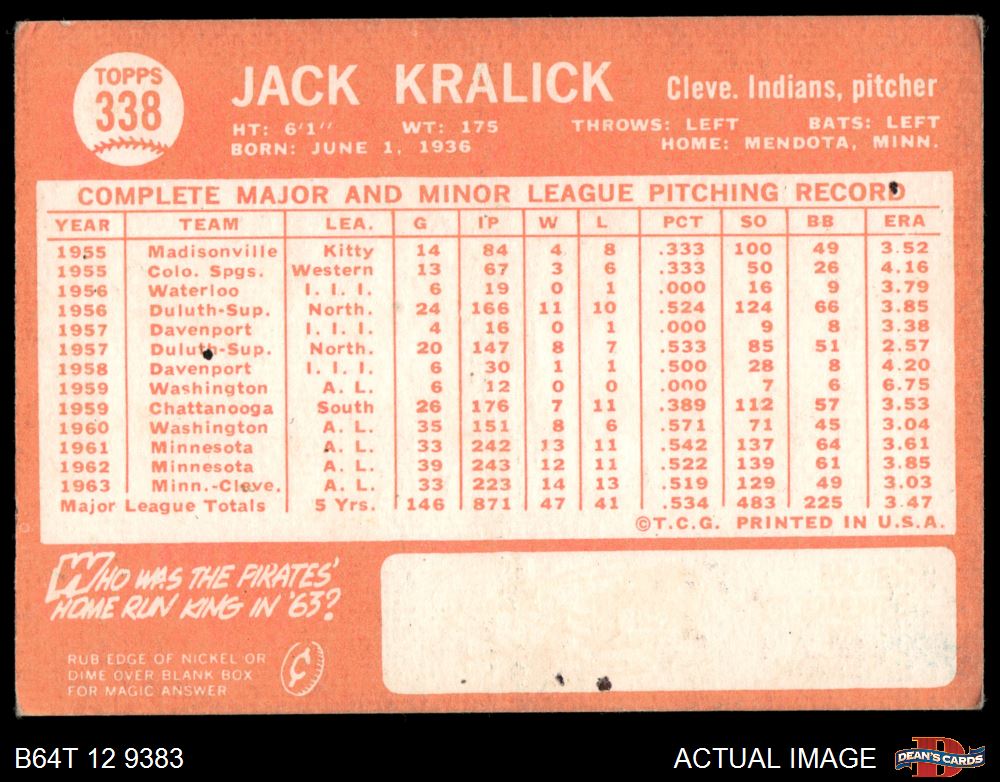 TOPPS
338
JACK KRALICK Cleve. Indians, pitcher
HT: 6'1" WT: 175 THROWS: LEFT BATS: LEFT
BORN: JUNE 1, 1936 HOME: MENDOTA, MINN.
COMPLETE MAJOR AND MINOR LEAGUE PITCHING RECORD
YEAR TEAM LEA. G IP W L PCT SO BB ERA
1955 Madisonville Kitty 14 84 4 8 .333 100 49 3.52
1955 Colo. Spgs. Western 13 67 3 6 .333 50 26 4.16
1956 Waterloo I. I. I. 6 19 0 1 .000 16 9 3.79
1956 Duluth-Sup. North. 24 166 11 10 .524 124 66 3.85
1957 Davenport I. I. I. 4 16 0 1 .000 9 8 3.38
1957 Duluth-Sup. North. 20 147 8 7 .533 85 51 2.57
1958 Davenport I. I. I. 6 30 1 1 .500 28 8 4.20
1959 Washington A. L. 6 12 0 0 .000 7 6 6.75
1959 Chattanooga South 26 176 7 11 .389 112 57 3.53
1960 Washington A. L. 35 151 8 6 .571 71 45 3.04
1961 Minnesota A. L. 33 242 13 11 .542 137 64 3.61
1962 Minnesota A. L. 39 243 12 11 .522 139 61 3.85
1963 Minn.-Cleve. A. L. 33 223 14 13 .519 129 49 3.03
Major League Totals 5 Yrs. 146 871 47 41 .534 483 225 3.47
©T.C.G. PRINTED IN U.S.A.
WHO WAS THE PIRATES'
HOME RUN KING IN '63?
RUB EDGE OF NICKEL OR
DIME OVER BLANK BOX
FOR MAGIC ANSWER
¢
B64T 12 9383 ACTUAL IMAGE
D
DEAN'S CARDS